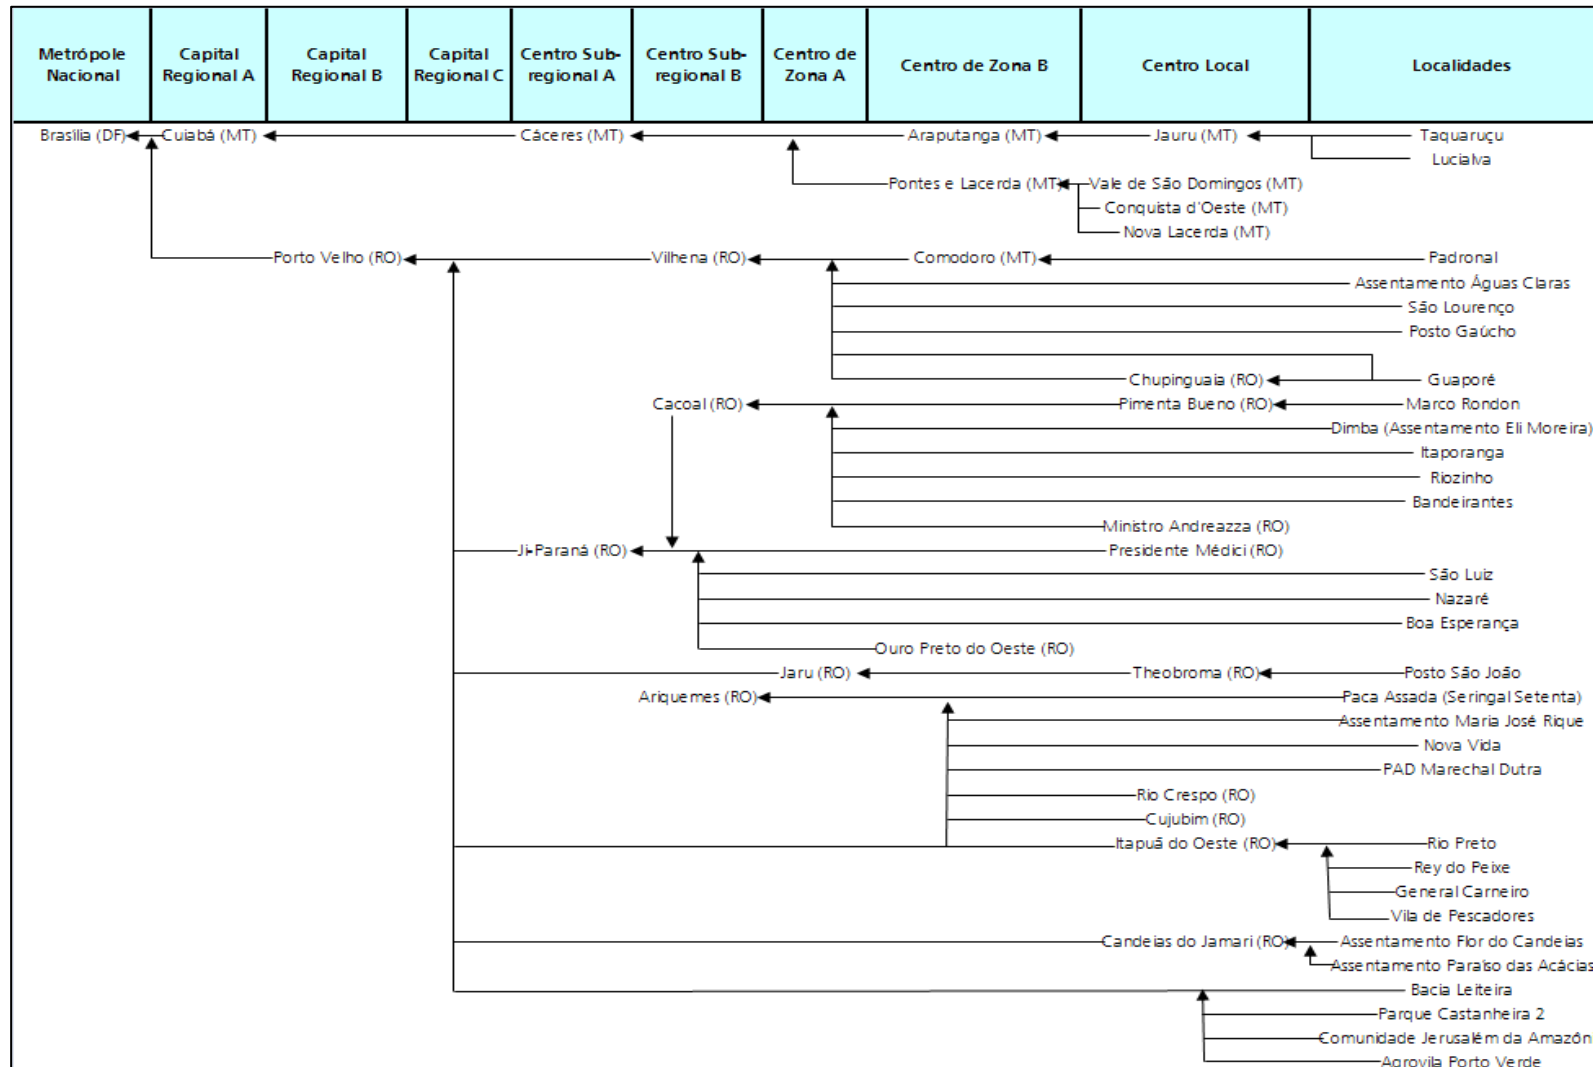 Metrópole Nacional
Capital Regional A
Capital Regional B
Capital Regional C
Centro Sub-regional A
Centro Sub-regional B
Centro de Zona A
Centro de Zona B
Centro Local
Localidades
Brasília (DF) Cuiabá (MT) Cáceres (MT) Araputanga (MT) Jauru (MT) Taquaruçu
Lucialva
Pontes e Lacerda (MT) Vale de São Domingos (MT)
Conquista d'Oeste (MT)
Nova Lacerda (MT)
Porto Velho (RO) Vilhena (RO) Comodoro (MT) Padronal
Assentamento Águas Claras
São Lourenço
Posto Gaúcho
Chupinguaia (RO) Guaporé
Cacoal (RO) Pimenta Bueno (RO) Marco Rondon
Dimba (Assentamento Eli Moreira)
Itaporanga
Riozinho
Bandeirantes
Ministro Andreazza (RO)
Ji-Paraná (RO) Presidente Médici (RO)
São Luiz
Nazaré
Boa Esperança
Ouro Preto do Oeste (RO)
Jaru (RO) Theobroma (RO) Posto São João
Ariquemes (RO) Paca Assada (Seringal Setenta)
Assentamento Maria José Rique
Nova Vida
PAD Marechal Dutra
Rio Crespo (RO)
Cujubim (RO)
Itapuã do Oeste (RO) Rio Preto
Rey do Peixe
General Carneiro
Vila de Pescadores
Candeias do Jamari (RO) Assentamento Flor do Candeias
Assentamento Paraíso das Acácias
Bacia Leiteira
Parque Castanheira 2
Comunidade Jerusalém da Amazôn
Agrovila Porto Verde